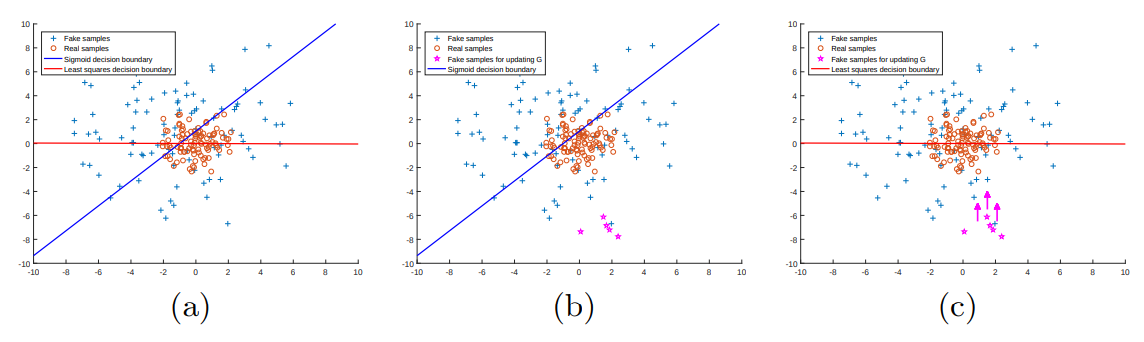 10
8
6
4
2
0
-2
-4
-6
-8
-10
-10 -8 -6 -4 -2 0 2 4 6 8 10
Fake samples
Real samples
Sigmoid decision boundary
Least squares decision boundary
(a)
10
8
6
4
2
0
-2
-4
-6
-8
-10
-10 -8 -6 -4 -2 0 2 4 6 8 10
Fake samples
Real samples
Fake samples for updating G
Sigmoid decision boundary
(b)
10
8
6
4
2
0
-2
-4
-6
-8
-10
-10 -8 -6 -4 -2 0 2 4 6 8 10
Fake samples
Real samples
Fake samples for updating G
Least squares decision boundary
(c)